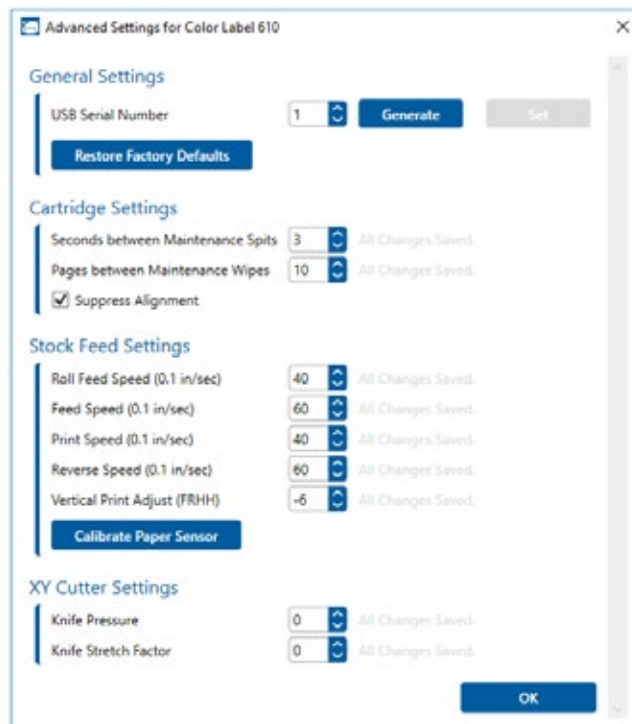 Advanced Settings for Color Label 610
General Settings
USB Serial Number 1 Generate Set
Restore Factory Defaults
Cartridge Settings
Seconds between Maintenance Spits 3 All Changes Saved.
Pages between Maintenance Wipes 10 All Changes Saved.
Suppress Alignment
Stock Feed Settings
Roll Feed Speed (0.1 in/sec) 40 All Changes Saved.
Feed Speed (0.1 in/sec) 60 All Changes Saved.
Print Speed (0.1 in/sec) 40 All Changes Saved.
Reverse Speed (0.1 in/sec) 60 All Changes Saved.
Vertical Print Adjust (FRHH) -6 All Changes Saved.
Calibrate Paper Sensor
XY Cutter Settings
Knife Pressure 0 All Changes Saved.
Knife Stretch Factor 0 All Changes Saved.
OK